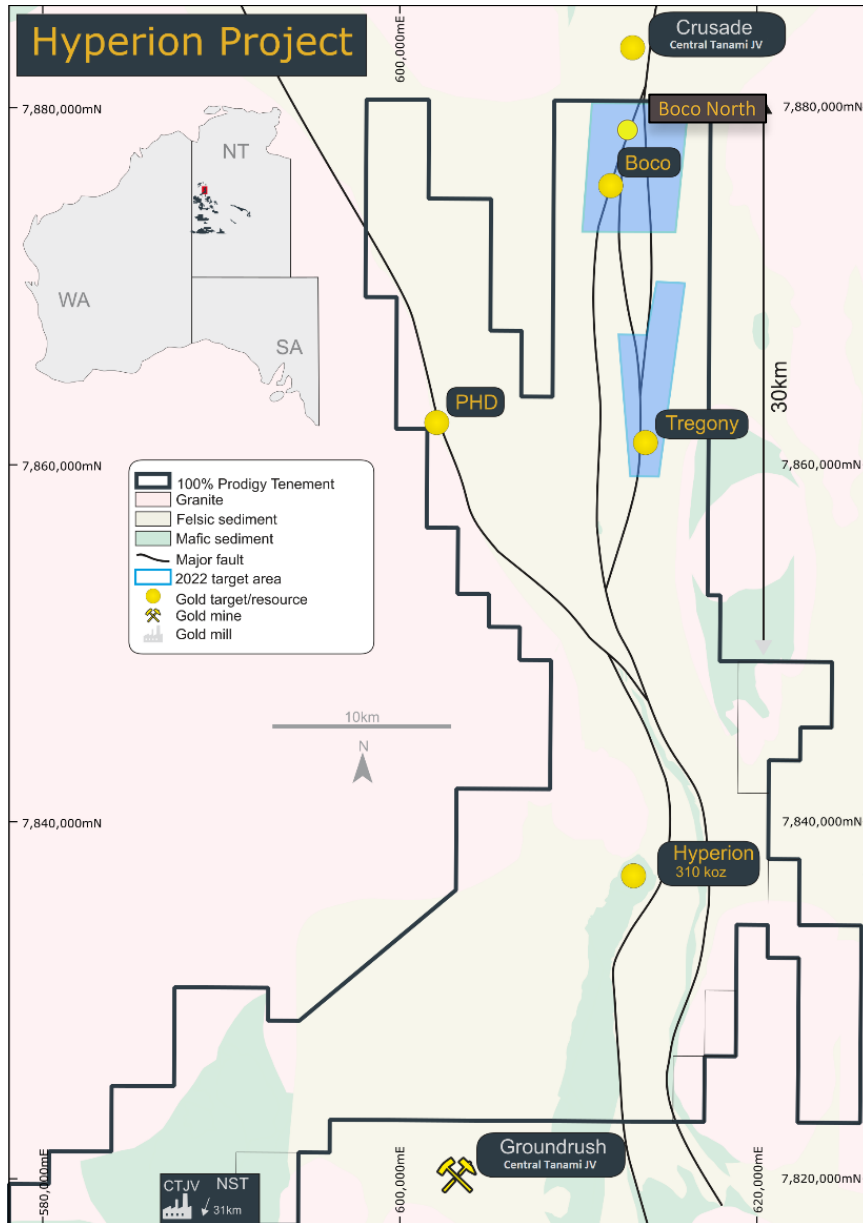 Hyperion Project
600,000mE
Crusade
Central Tanami JV
7,880,000mN
Boco North
7,880,000mN
NT
Boco
WA
SA
30km
PHD
Tregony
7,860,000mN
7,860,000mN
100% Prodigy Tenement
Granite
Felsic sediment
Mafic sediment
Major fault
2022 target area
Gold target/resource
Gold mine
Gold mill
10km
N
7,840,000mN
7,840,000mN
Hyperion
310 koz
Groundrush
Central Tanami JV
580,000mE
CTJV
NST
31km
600,000mE
620,000mE
7,820,000mN